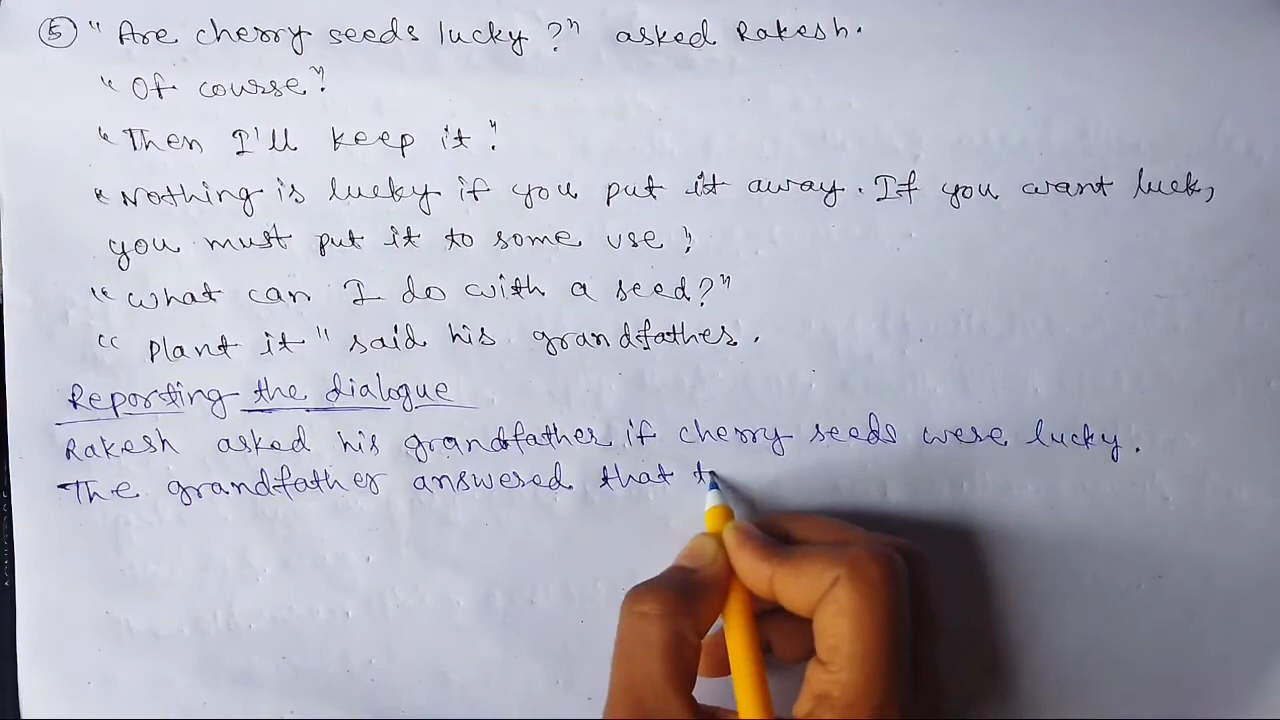 ⑤ "Are cherry seeds lucky?" asked Rakesh.
"Of course"
"Then I'll keep it"
"Nothing is lucky if you put it away. If you want luck,
you must put it to some use"
"What can I do with a seed?"
"Plant it" said his grandfather.
Reporting the dialogue
Rakesh asked his grandfather if cherry seeds were lucky.
The grandfather answered that t